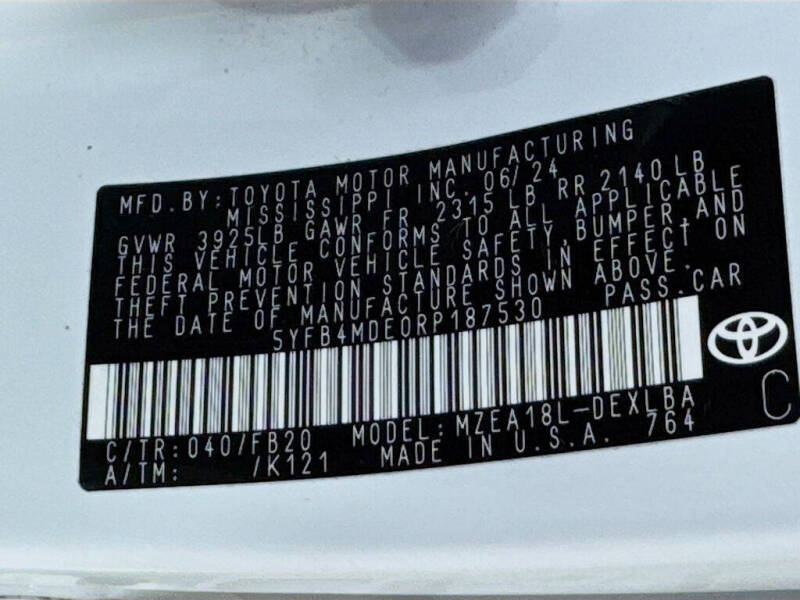 MFD. BY: TOYOTA MOTOR MANUFACTURING
MISSISSIPPI INC. 06/24
GVWR 3925LB GAWR FR 2315 LB RR 2140 LB
THIS VEHICLE CONFORMS TO ALL APPLICABLE
FEDERAL MOTOR VEHICLE SAFETY, BUMPER, AND
THEFT PREVENTION STANDARDS IN EFFECT ON
THE DATE OF MANUFACTURE SHOWN ABOVE.
5YFB4MDE0RP187530 PASS.CAR
C/TR: 040/FB20 MODEL: MZEA18L-DEXLBA
A/TM: /K121 MADE IN U.S.A. 764
C